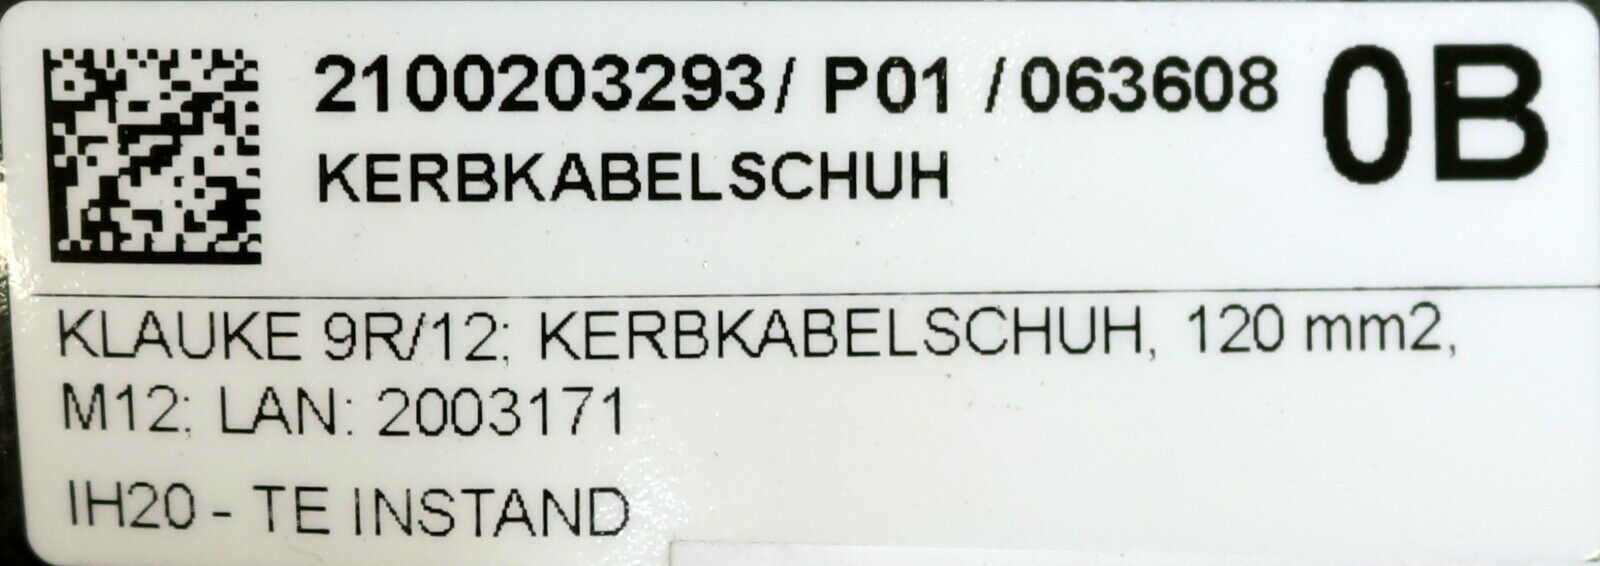 2100203293/ P01 /063608 0B
KERBKABELSCHUH
KLAUKE 9R/12; KERBKABELSCHUH, 120 mm2,
M12; LAN: 2003171
IH20 - TE INSTAND